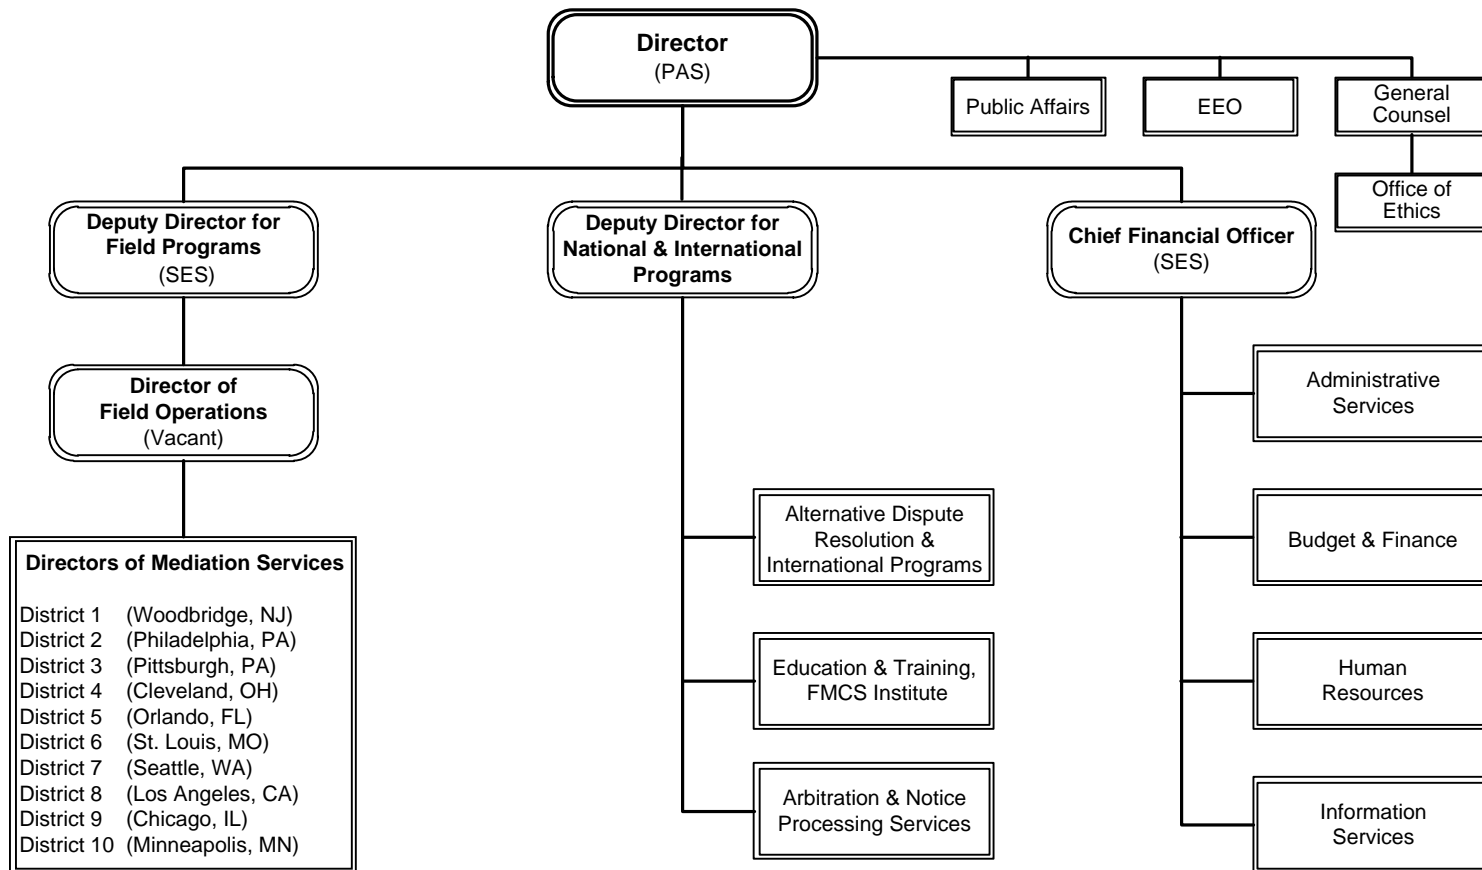 Director
(PAS)
Public Affairs
EEO
General
Counsel
Office of
Ethics
Deputy Director for
Field Programs
(SES)
Deputy Director for
National & International
Programs
Chief Financial Officer
(SES)
Director of
Field Operations
(Vacant)
Directors of Mediation Services
District 1 (Woodbridge, NJ)
District 2 (Philadelphia, PA)
District 3 (Pittsburgh, PA)
District 4 (Cleveland, OH)
District 5 (Orlando, FL)
District 6 (St. Louis, MO)
District 7 (Seattle, WA)
District 8 (Los Angeles, CA)
District 9 (Chicago, IL)
District 10 (Minneapolis, MN)
Alternative Dispute
Resolution &
International Programs
Education & Training,
FMCS Institute
Arbitration & Notice
Processing Services
Administrative
Services
Budget & Finance
Human
Resources
Information
Services